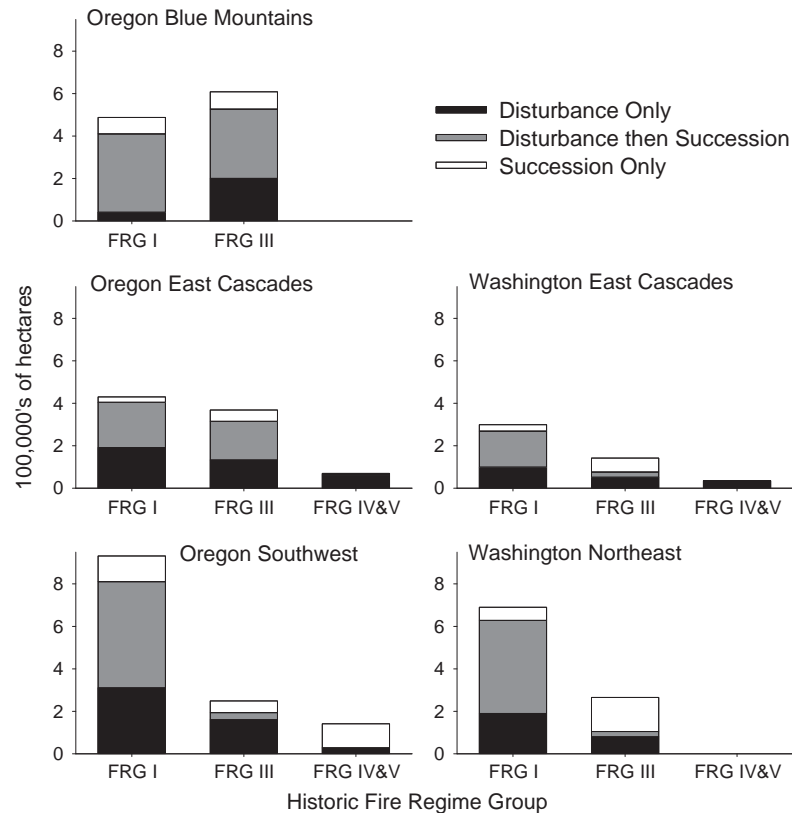 Oregon Blue Mountains
8
6
4
2
0
FRG I FRG III
Disturbance Only
Disturbance then Succession
Succession Only
100,000's of hectares
Oregon East Cascades
8
6
4
2
0
FRG I FRG III FRG IV&V
Washington East Cascades
8
6
4
2
0
FRG I FRG III FRG IV&V
Oregon Southwest
8
6
4
2
0
FRG I FRG III FRG IV&V
Washington Northeast
8
6
4
2
0
FRG I FRG III FRG IV&V
Historic Fire Regime Group